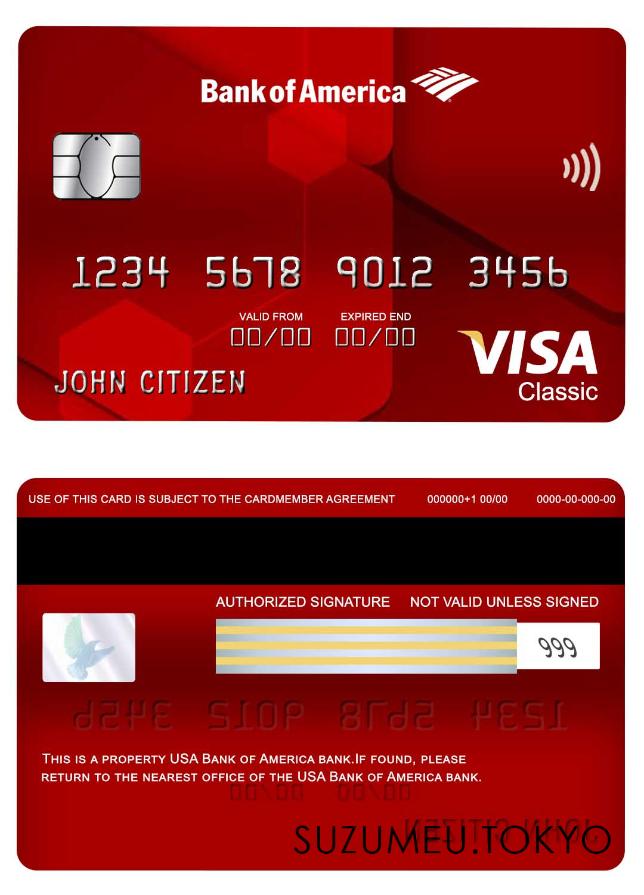 Bank of America
1234 5678 9012 3456
VALID FROM EXPIRED END
00/00 00/00
VISA
JOHN CITIZEN
Classic
USE OF THIS CARD IS SUBJECT TO THE CARDMEMBER AGREEMENT 000000+1 00/00 0000-00-000-00
AUTHORIZED SIGNATURE NOT VALID UNLESS SIGNED
999
THIS IS A PROPERTY USA BANK OF AMERICA BANK.IF FOUND, PLEASE
RETURN TO THE NEAREST OFFICE OF THE USA BANK OF AMERICA BANK.
SUZUMEU.TOKYO